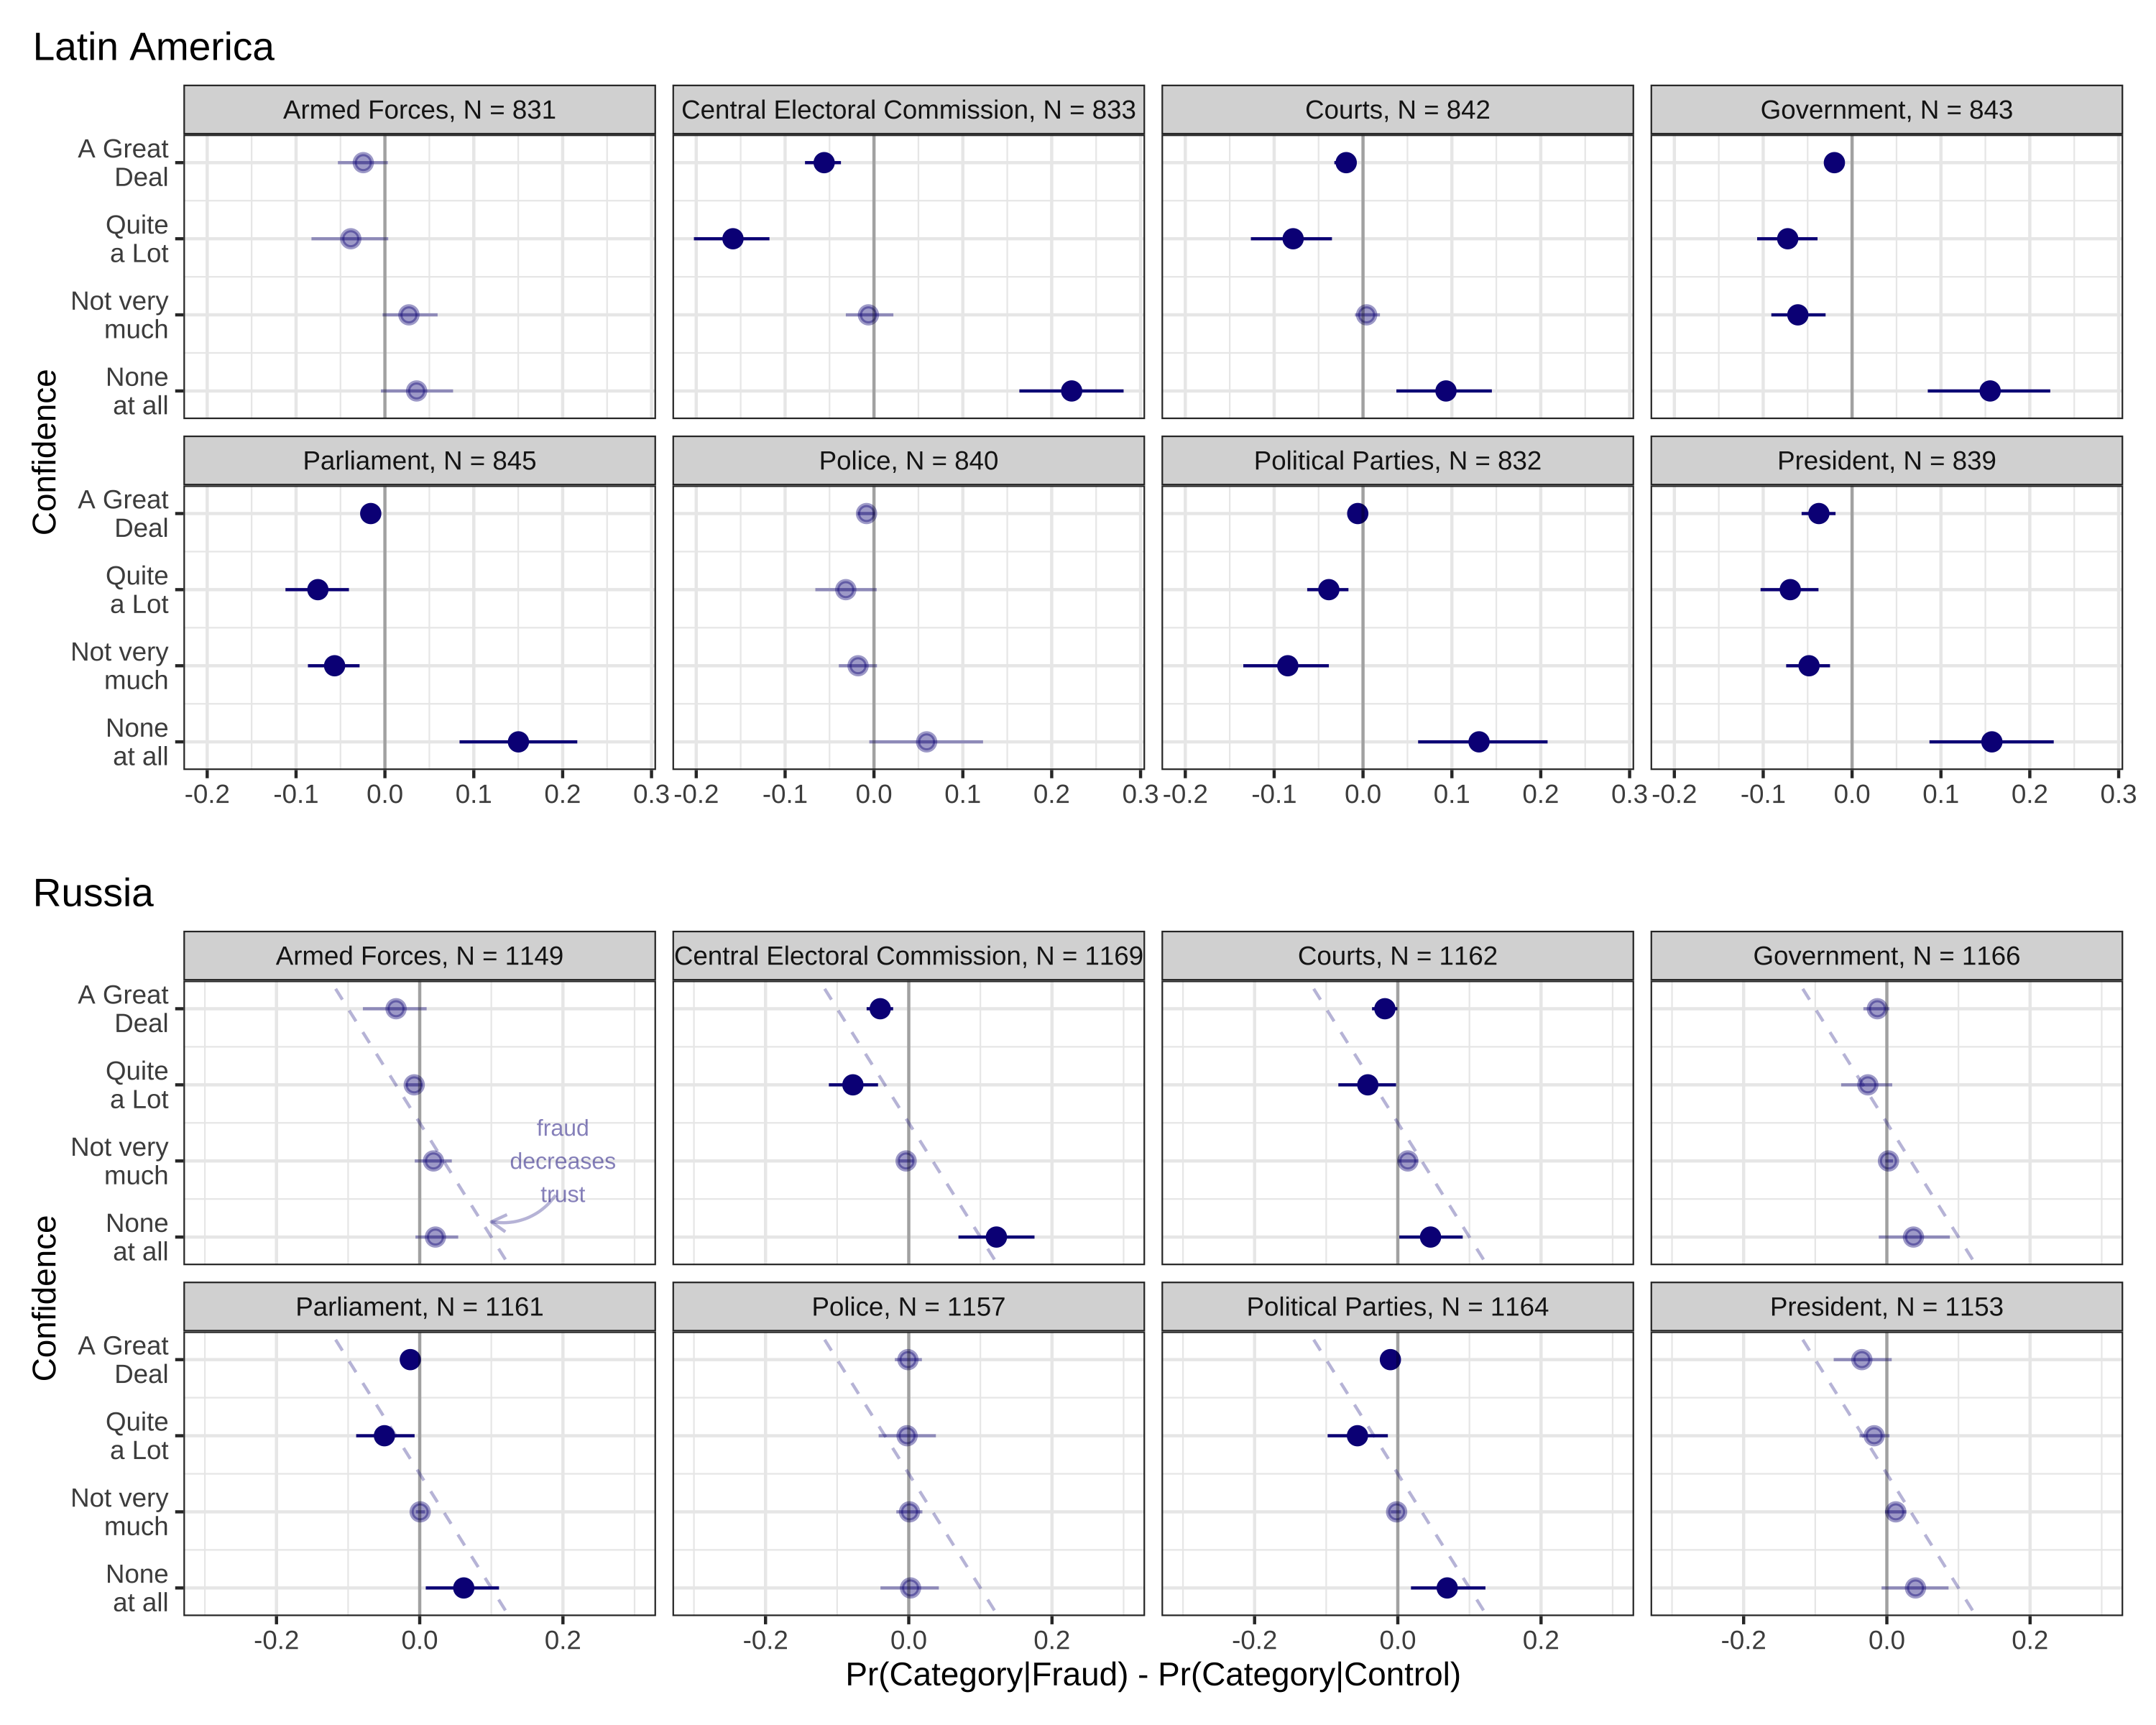 Latin America
Armed Forces, N = 831
Central Electoral Commission, N = 833
Courts, N = 842
Government, N = 843
A Great
Deal
Quite
a Lot
Not very
much
None
at all
Confidence
Parliament, N = 845
Police, N = 840
Political Parties, N = 832
President, N = 839
A Great
Deal
Quite
a Lot
Not very
much
None
at all
-0.2 -0.1 0.0 0.1 0.2 0.3
-0.2 -0.1 0.0 0.1 0.2 0.3
-0.2 -0.1 0.0 0.1 0.2 0.3
-0.2 -0.1 0.0 0.1 0.2 0.3
Russia
Armed Forces, N = 1149
Central Electoral Commission, N = 1169
Courts, N = 1162
Government, N = 1166
A Great
Deal
Quite
a Lot
Not very
much
None
at all
fraud
decreases
trust
Confidence
Parliament, N = 1161
Police, N = 1157
Political Parties, N = 1164
President, N = 1153
A Great
Deal
Quite
a Lot
Not very
much
None
at all
-0.2 0.0 0.2
-0.2 0.0 0.2
-0.2 0.0 0.2
-0.2 0.0 0.2
Pr(Category|Fraud) - Pr(Category|Control)